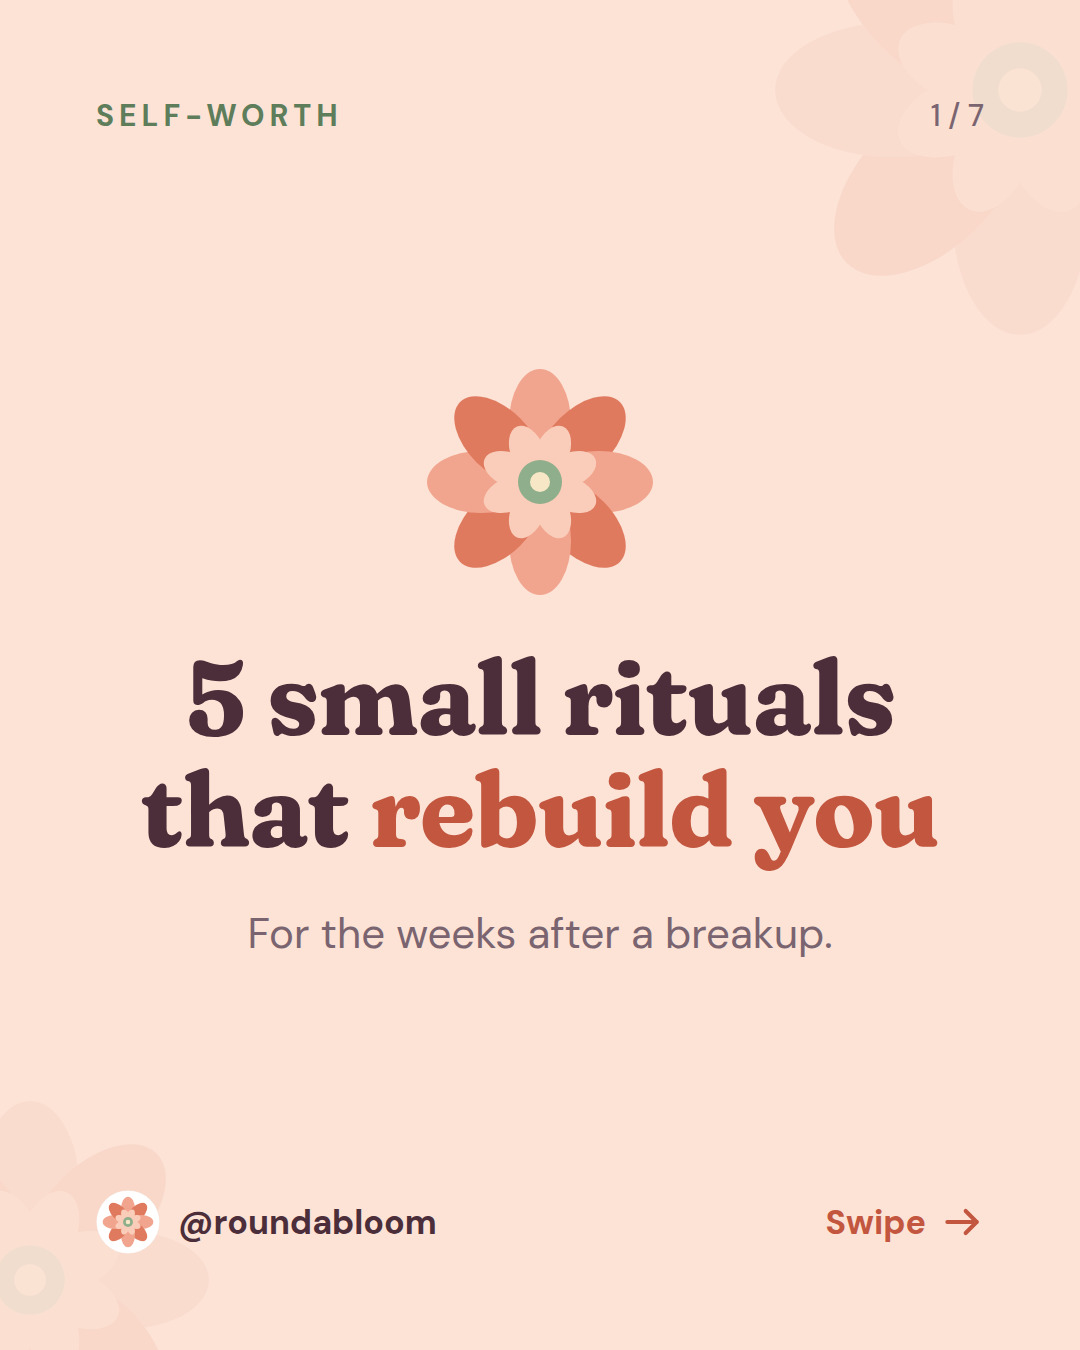 SELF-WORTH
1 / 7
5 small rituals
that rebuild you
For the weeks after a breakup.
@roundabloom
Swipe →